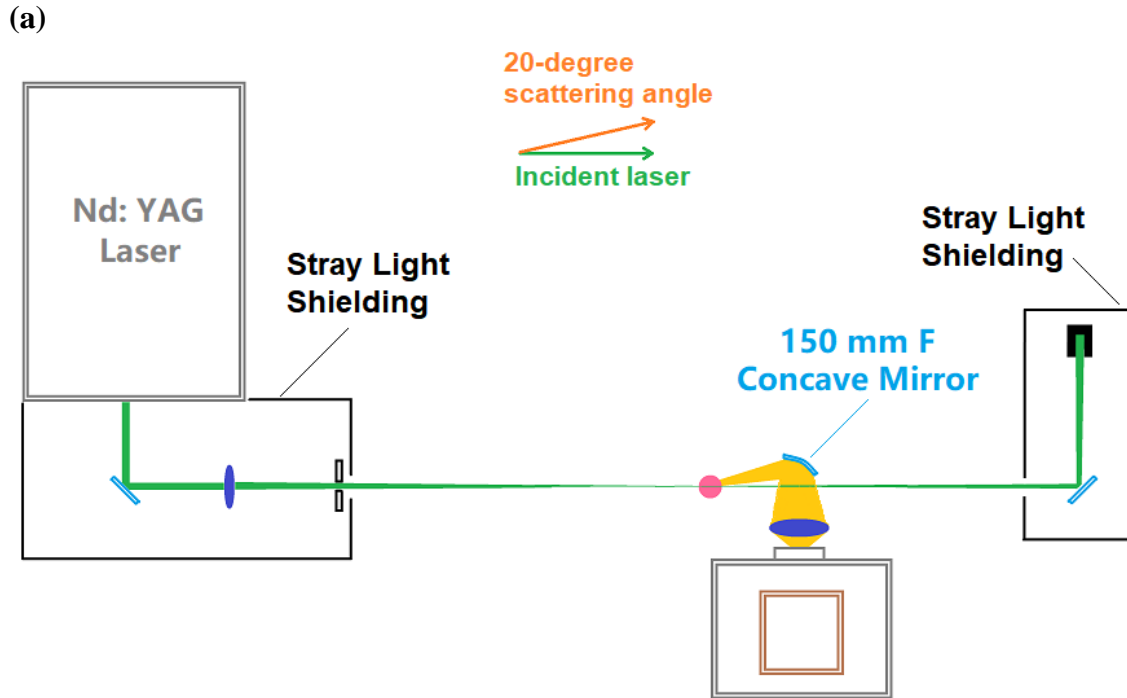 (a)
20-degree
scattering angle
Incident laser
Nd: YAG
Laser
Stray Light
Shielding
Stray Light
Shielding
150 mm F
Concave Mirror